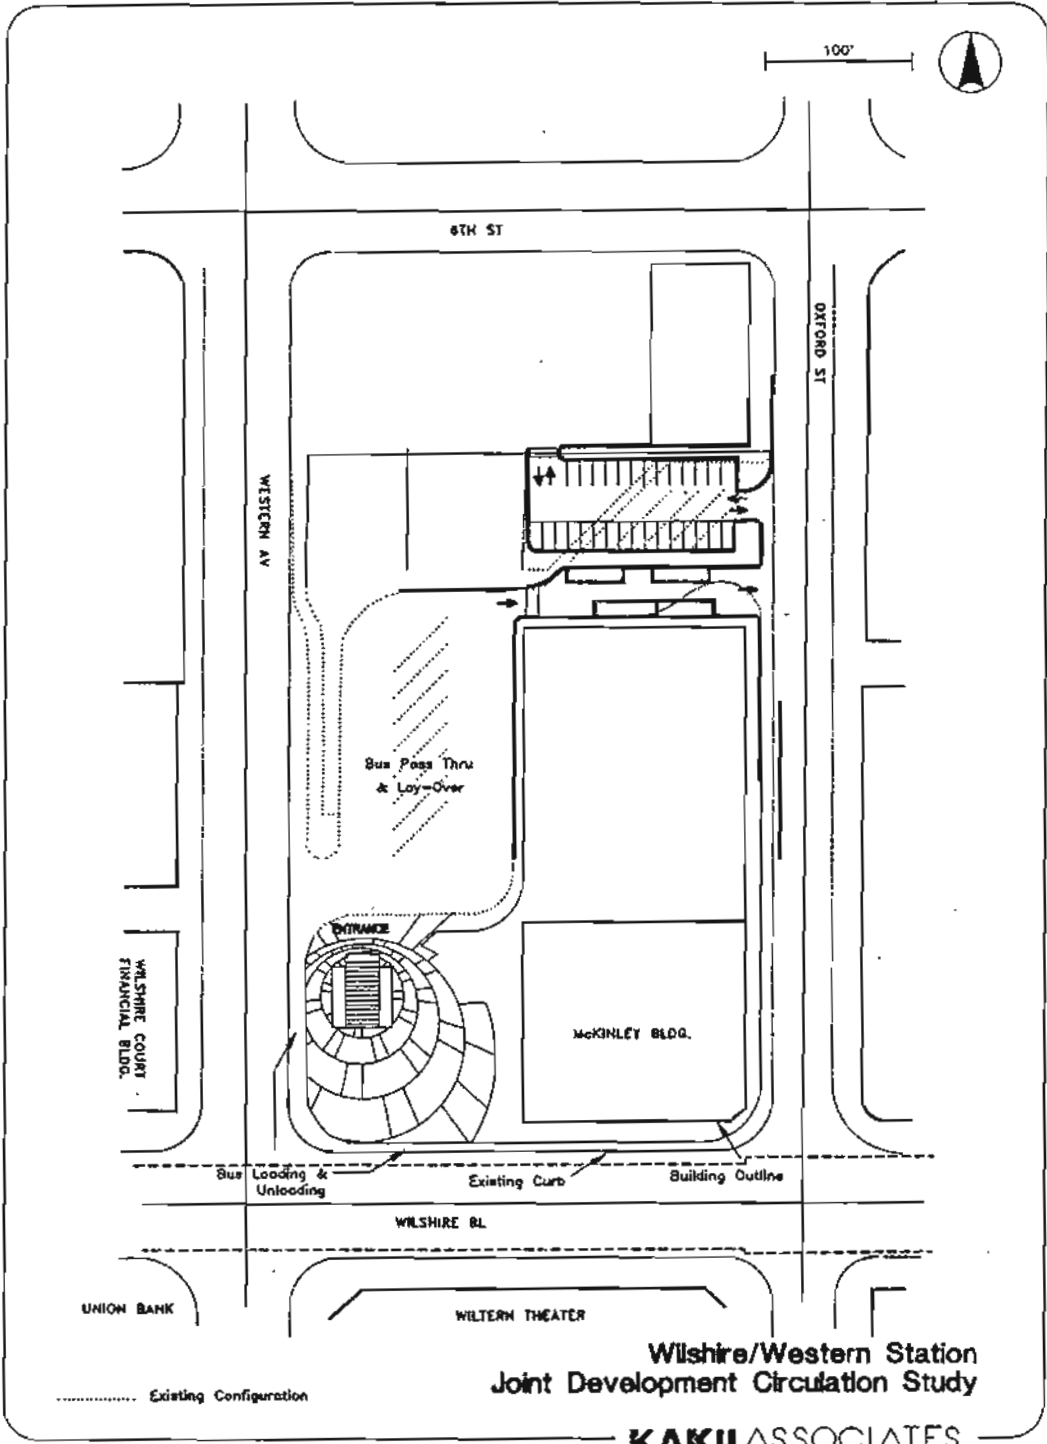 100'
6TH ST
OXFORD ST
WESTERN AV
Bus Pass Thru
& Lay-Over
ENTRANCE
WILSHIRE COURT
FINANCIAL BLDG.
McKINLEY BLDG.
Bus Loading &
Unloading
Existing Curb
Building Outline
WILSHIRE BL
UNION BANK
WILTERN THEATER
Wilshire/Western Station
Joint Development Circulation Study
Existing Configuration
KAKU ASSOCIATES